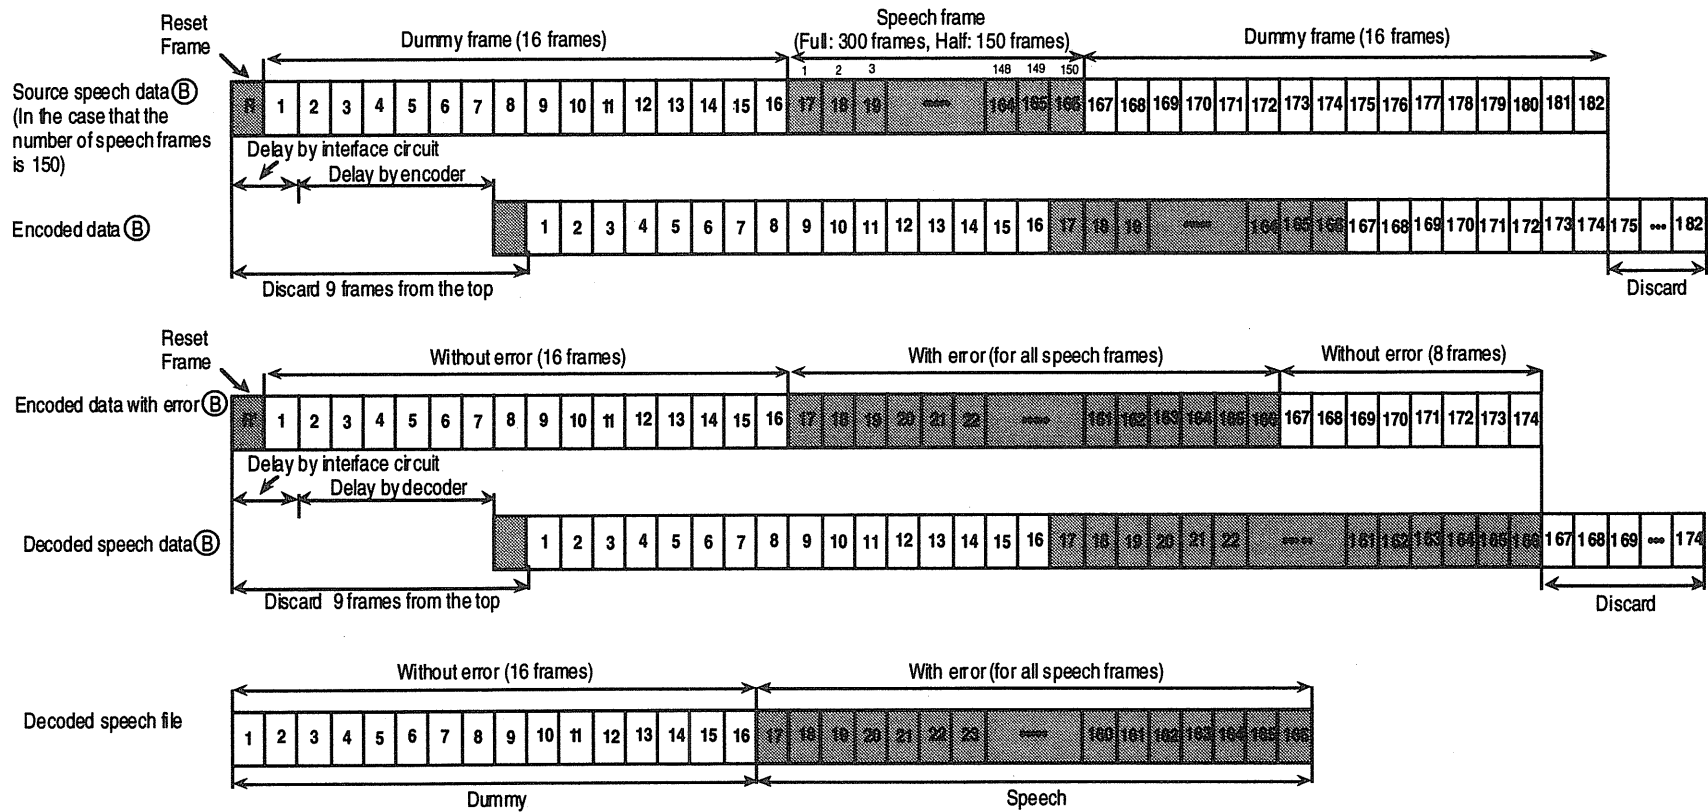 Reset
Frame
Dummy frame (16 frames)
Speech frame
(Full: 300 frames, Half: 150 frames)
Dummy frame (16 frames)
1 2 3 148 149 150
Source speech data Ⓑ
(In the case that the
number of speech frames
is 150)
1 2 3 4 5 6 7 8 9 10 11 12 13 14 15 16 17 18 19 ••••• 164 165 166 167 168 169 170 171 172 173 174 175 176 177 178 179 180 181 182
Delay by interface circuit
Delay by encoder
Encoded data Ⓑ
1 2 3 4 5 6 7 8 9 10 11 12 13 14 15 16 17 18 19 ••••• 164 165 166 167 168 169 170 171 172 173 174 175 ••• 182
Discard 9 frames from the top
Discard
Reset
Frame
Without error (16 frames)
With error (for all speech frames)
Without error (8 frames)
Encoded data with error Ⓑ
1 2 3 4 5 6 7 8 9 10 11 12 13 14 15 16 17 18 19 20 21 22 ••••• 161 162 163 164 165 166 167 168 169 170 171 172 173 174
Delay by interface circuit
Delay by decoder
Decoded speech data Ⓑ
1 2 3 4 5 6 7 8 9 10 11 12 13 14 15 16 17 18 19 20 21 22 ••••• 161 162 163 164 165 166 167 168 169 ••• 174
Discard 9 frames from the top
Discard
Without error (16 frames)
With error (for all speech frames)
Decoded speech file
1 2 3 4 5 6 7 8 9 10 11 12 13 14 15 16 17 18 19 20 21 22 23 ••••• 160 161 162 163 164 165 166
Dummy
Speech